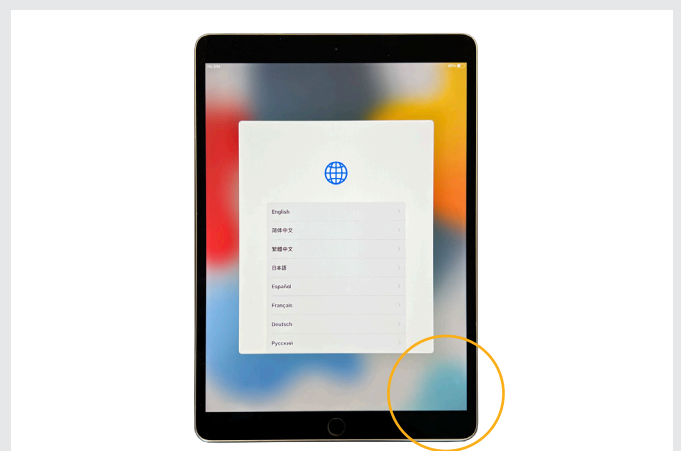 English
简体中文
繁體中文
日本語
Español
Français
Deutsch
Русский